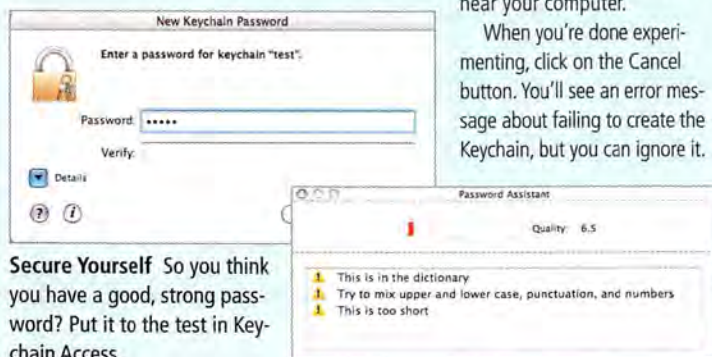 New Keychain Password
Enter a password for keychain "test".
Password: •••••
Verify:
Details
? i
Secure Yourself So you think
you have a good, strong pass-
word? Put it to the test in Key-
chain Access.
near your computer.
When you're done experi-
menting, click on the Cancel
button. You'll see an error mes-
sage about failing to create the
Keychain, but you can ignore it.
Password Assistant
Quality: 6.5
This is in the dictionary
Try to mix upper and lower case, punctuation, and numbers
This is too short